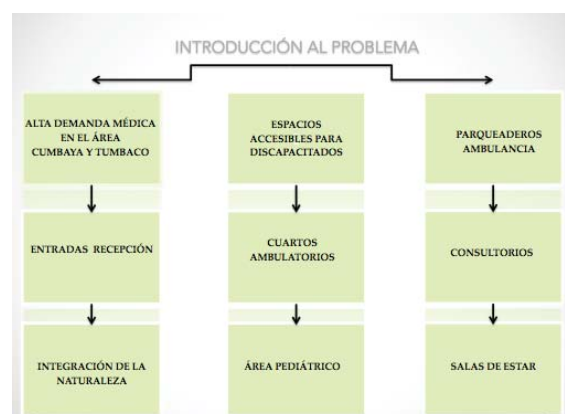 INTRODUCCIÓN AL PROBLEMA
ALTA DEMANDA MÉDICA
EN EL ÁREA
CUMBAYA Y TUMBACO
ESPACIOS
ACCESIBLES PARA
DISCAPACITADOS
PARQUEADEROS
AMBULANCIA
ENTRADAS RECEPCIÓN
CUARTOS
AMBULATORIOS
CONSULTORIOS
INTEGRACIÓN DE LA
NATURALEZA
ÁREA PEDIÁTRICO
SALAS DE ESTAR